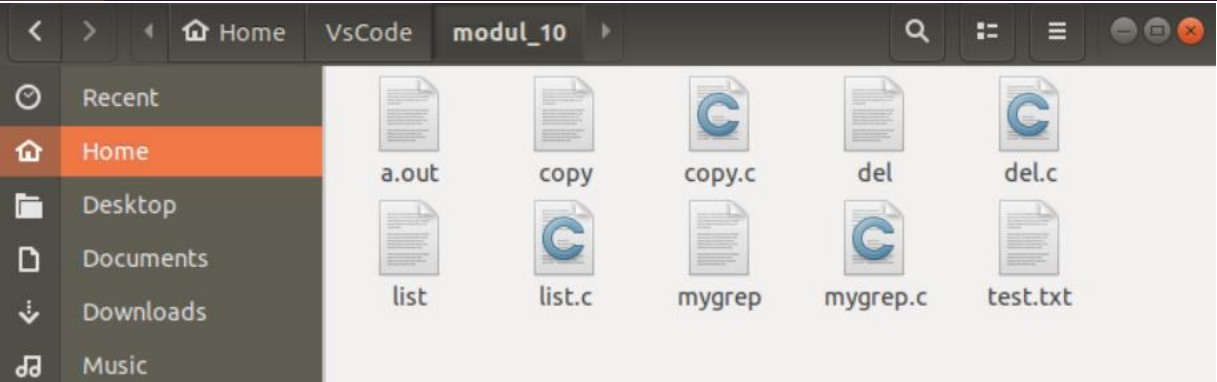 Home VsCode modul_10
Recent
Home
Desktop
Documents
Downloads
Music
a.out copy copy.c del del.c
list list.c mygrep mygrep.c test.txt